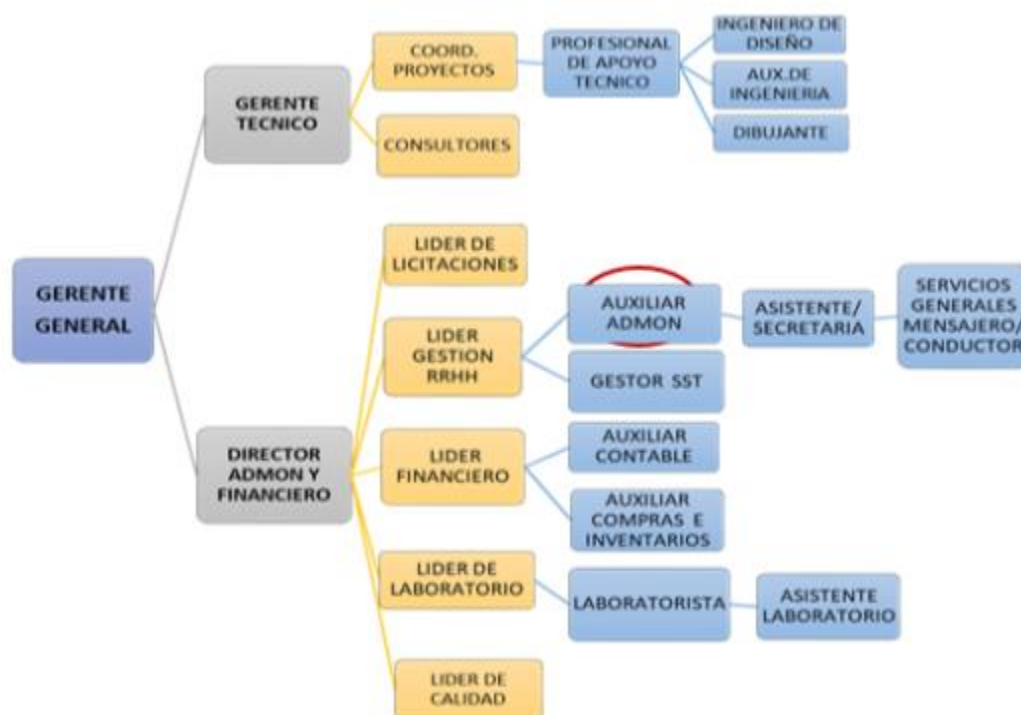 GERENTE
GENERAL
GERENTE
TECNICO
COORD.
PROYECTOS
PROFESIONAL
DE APOYO
TECNICO
INGENIERO DE
DISEÑO
AUX.DE
INGENIERIA
DIBUJANTE
CONSULTORES
DIRECTOR
ADMON Y
FINANCIERO
LIDER DE
LICITACIONES
LIDER
GESTION
RRHH
AUXILIAR
ADMON
ASISTENTE/
SECRETARIA
SERVICIOS
GENERALES
MENSAJERO/
CONDUCTOR
GESTOR SST
LIDER
FINANCIERO
AUXILIAR
CONTABLE
AUXILIAR
COMPRAS E
INVENTARIOS
LIDER DE
LABORATORIO
LABORATORISTA
ASISTENTE
LABORATORIO
LIDER DE
CALIDAD